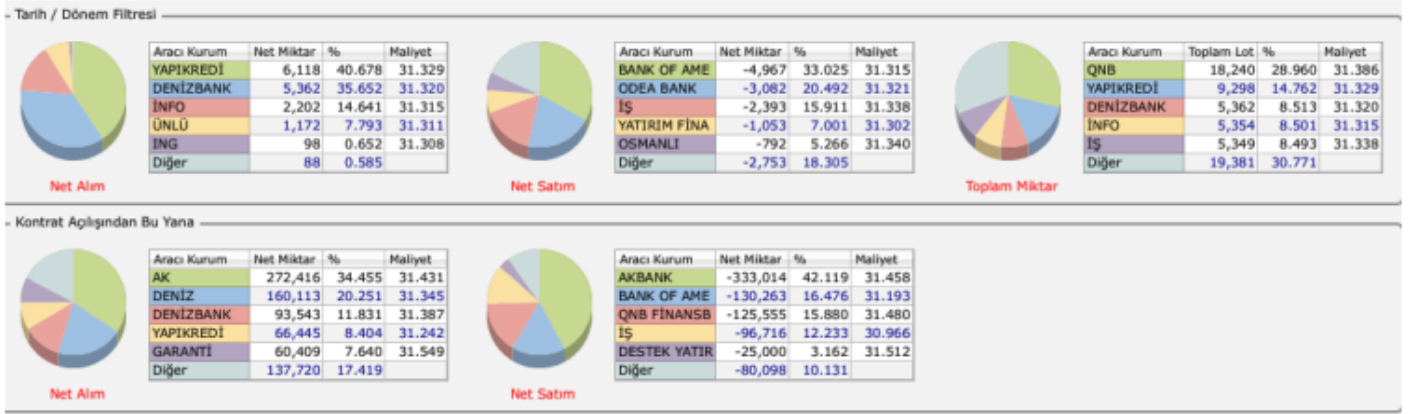 Tarih / Dönem Filtresi
Aracı Kurum Net Miktar % Maliyet
YAPIKREDİ 6,118 40.678 31.329
DENİZBANK 5,362 35.652 31.320
İNFO 2,202 14.641 31.315
ÜNLÜ 1,172 7.793 31.311
ING 98 0.652 31.308
Diğer 88 0.585
Net Alım
Aracı Kurum Net Miktar % Maliyet
BANK OF AME -4,967 33.025 31.315
ODEA BANK -3,082 20.492 31.321
İŞ -2,393 15.911 31.338
YATIRIM FİNA -1,053 7.001 31.302
OSMANLI -792 5.266 31.340
Diğer -2,753 18.305
Net Satım
Aracı Kurum Toplam Lot % Maliyet
QNB 18,240 28.960 31.386
YAPIKREDİ 9,298 14.762 31.329
DENİZBANK 5,362 8.513 31.320
İNFO 5,354 8.501 31.315
İŞ 5,349 8.493 31.338
Diğer 19,381 30.771
Toplam Miktar
Kontrat Açılışından Bu Yana
Aracı Kurum Net Miktar % Maliyet
AK 272,416 34.455 31.431
DENİZ 160,113 20.251 31.345
DENİZBANK 93,543 11.831 31.387
YAPIKREDİ 66,445 8.404 31.242
GARANTİ 60,409 7.640 31.549
Diğer 137,720 17.419
Net Alım
Aracı Kurum Net Miktar % Maliyet
AKBANK -333,014 42.119 31.458
BANK OF AME -130,263 16.476 31.193
QNB FİNANSB -125,555 15.880 31.480
İŞ -96,716 12.233 30.966
DESTEK YATIR -25,000 3.162 31.512
Diğer -80,098 10.131
Net Satım